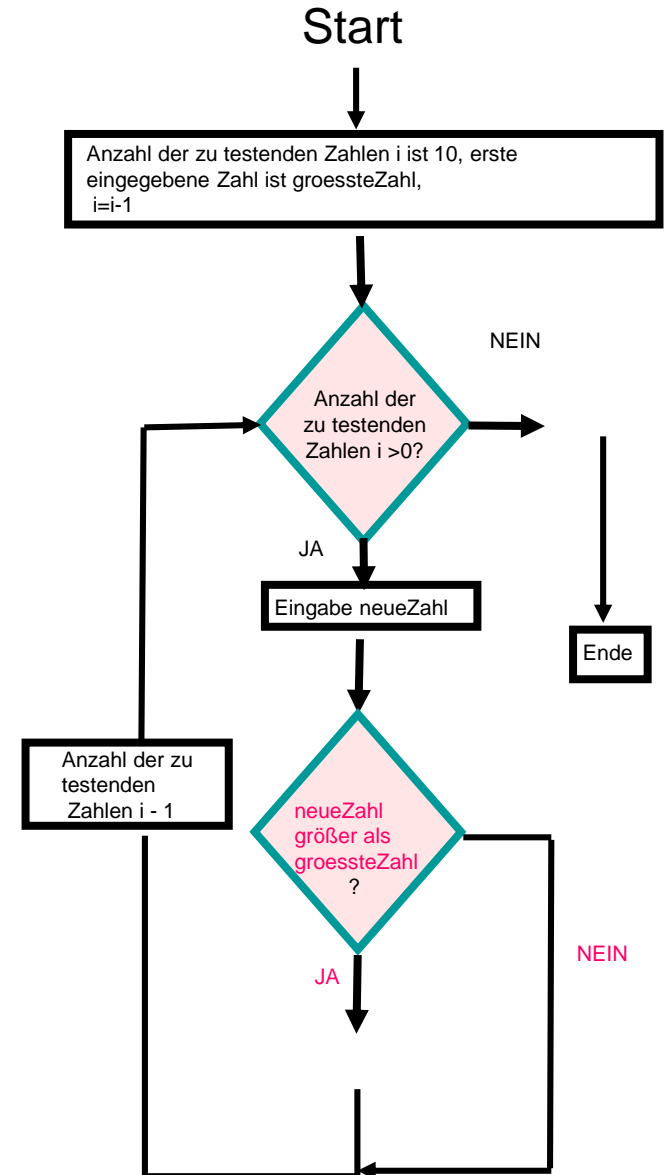 Start
Anzahl der zu testenden Zahlen i ist 10, erste
eingegebene Zahl ist groessteZahl,
i=i-1
NEIN
Anzahl der
zu testenden
Zahlen i >0?
JA
Eingabe neueZahl
Ende
Anzahl der zu
testenden
Zahlen i - 1
neueZahl
größer als
groessteZahl
?
NEIN
JA